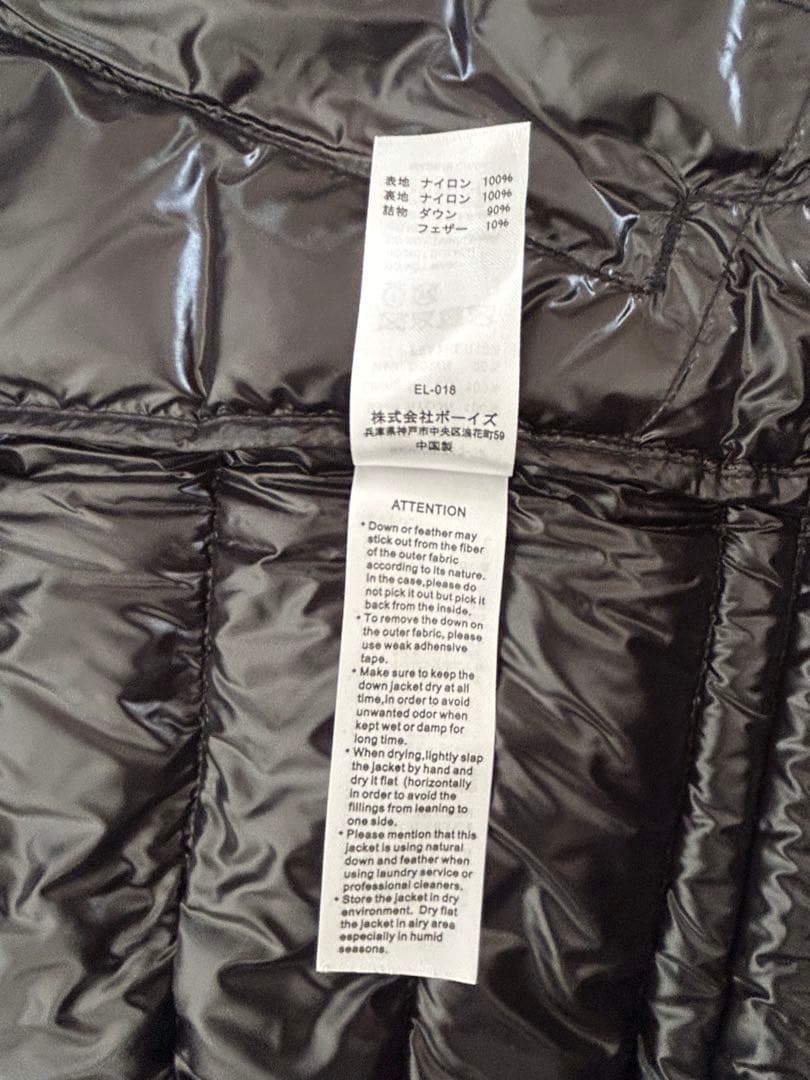 表地 ナイロン 100%
裏地 ナイロン 100%
詰物 ダウン 90%
フェザー 10%
EL-018
株式会社ボーイズ
兵庫県神戸市中央区浪花町59
中国製
ATTENTION
* Down or feather may
stick out from the fiber
of the outer fabric
according to its nature.
In the case,please do
not pick it out but pick it
back from the inside.
* To remove the down on
the outer fabric, please
use weak adhensive
tape.
* Make sure to keep the
down jacket dry at all
time,in order to avoid
unwanted odor when
kept wet or damp for
long time.
* When drying,lightly slap
the jacket by hand and
dry it flat (horizontally
in order to avoid the
fillings from leaning to
one side.
* Please mention that this
jacket is using natural
down and feather when
using laundry service or
professional cleaners.
* Store the jacket in dry
environment. Dry flat
the jacket in airy area
especially in humid
seasons.